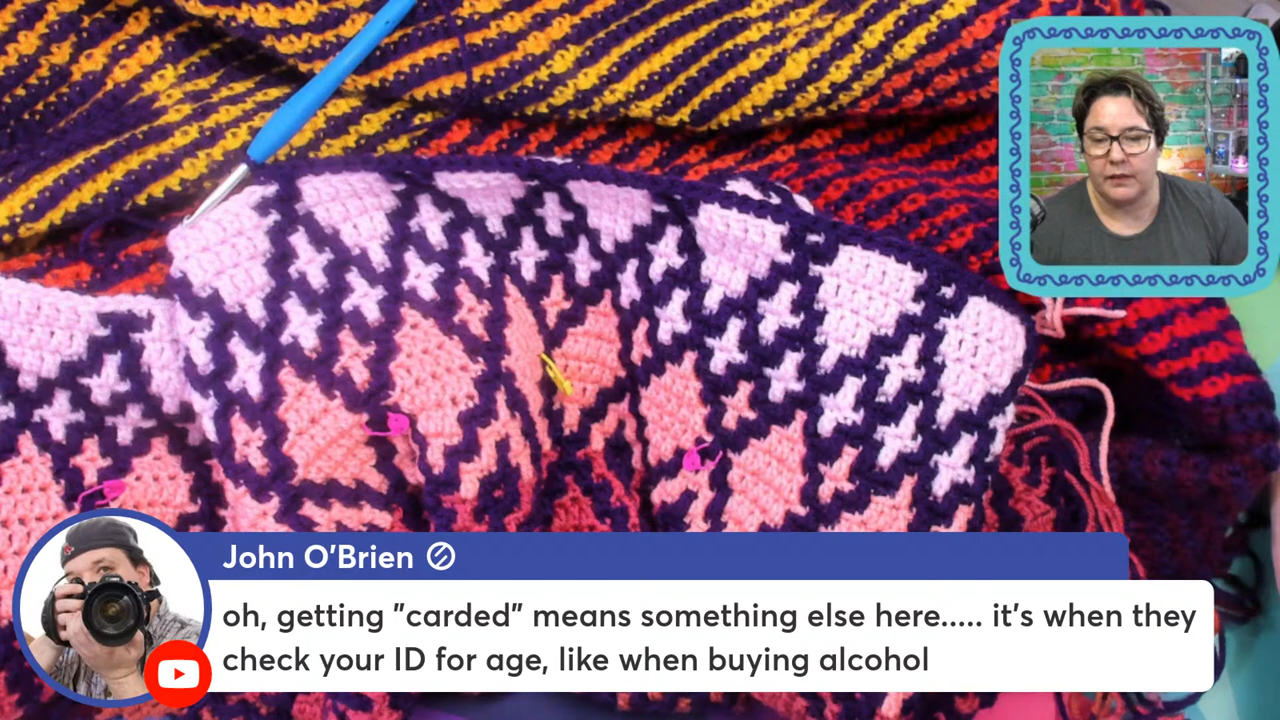 John O'Brien
oh, getting "carded" means something else here..... it's when they
check your ID for age, like when buying alcohol